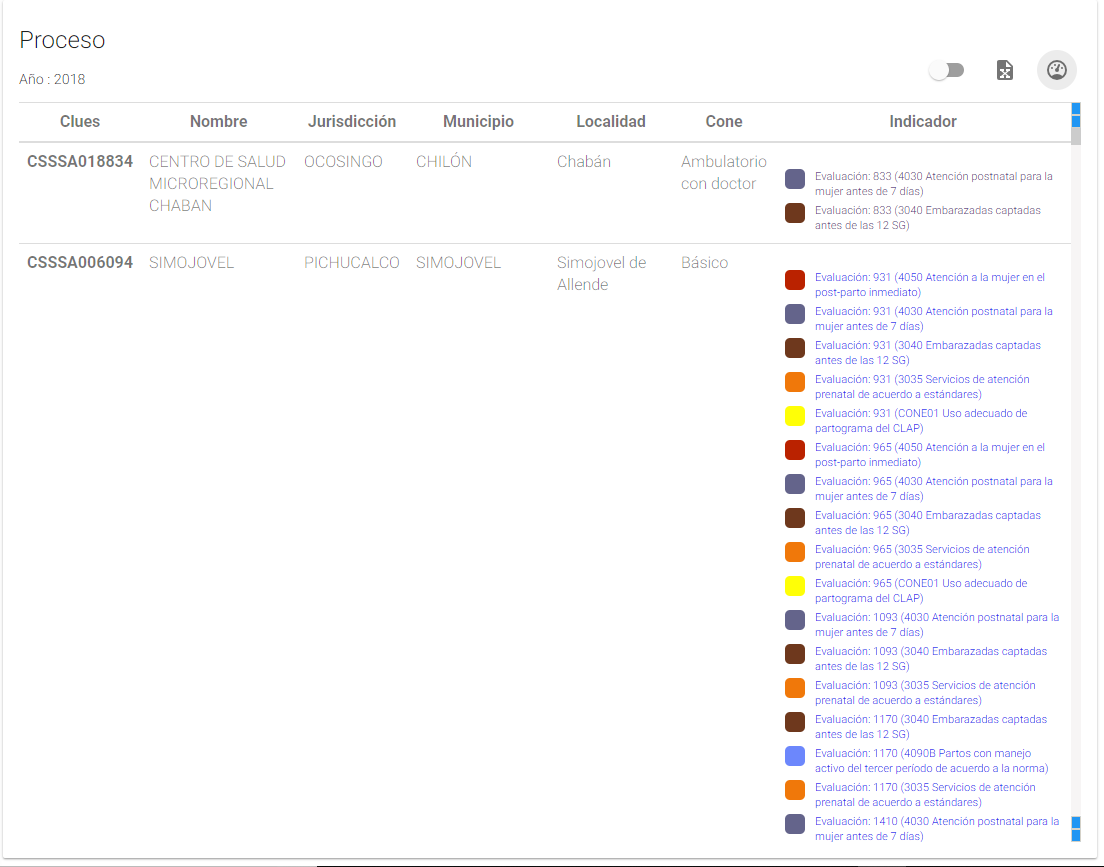 Proceso
Año : 2018
Clues Nombre Jurisdicción Municipio Localidad Cone Indicador
CSSSA018834 CENTRO DE SALUD OCOSINGO CHILÓN Chabán Ambulatorio
MICROREGIONAL con doctor
CHABAN
Evaluación: 833 (4030 Atención postnatal para la
mujer antes de 7 días)
Evaluación: 833 (3040 Embarazadas captadas
antes de las 12 SG)
CSSSA006094 SIMOJOVEL PICHUCALCO SIMOJOVEL Simojovel de Básico
Allende
Evaluación: 931 (4050 Atención a la mujer en el
post-parto inmediato)
Evaluación: 931 (4030 Atención postnatal para la
mujer antes de 7 días)
Evaluación: 931 (3040 Embarazadas captadas
antes de las 12 SG)
Evaluación: 931 (3035 Servicios de atención
prenatal de acuerdo a estándares)
Evaluación: 931 (CONE01 Uso adecuado de
partograma del CLAP)
Evaluación: 965 (4050 Atención a la mujer en el
post-parto inmediato)
Evaluación: 965 (4030 Atención postnatal para la
mujer antes de 7 días)
Evaluación: 965 (3040 Embarazadas captadas
antes de las 12 SG)
Evaluación: 965 (3035 Servicios de atención
prenatal de acuerdo a estándares)
Evaluación: 965 (CONE01 Uso adecuado de
partograma del CLAP)
Evaluación: 1093 (4030 Atención postnatal para la
mujer antes de 7 días)
Evaluación: 1093 (3040 Embarazadas captadas
antes de las 12 SG)
Evaluación: 1093 (3035 Servicios de atención
prenatal de acuerdo a estándares)
Evaluación: 1170 (3040 Embarazadas captadas
antes de las 12 SG)
Evaluación: 1170 (4090B Partos con manejo
activo del tercer período de acuerdo a la norma)
Evaluación: 1170 (3035 Servicios de atención
prenatal de acuerdo a estándares)
Evaluación: 1410 (4030 Atención postnatal para la
mujer antes de 7 días)